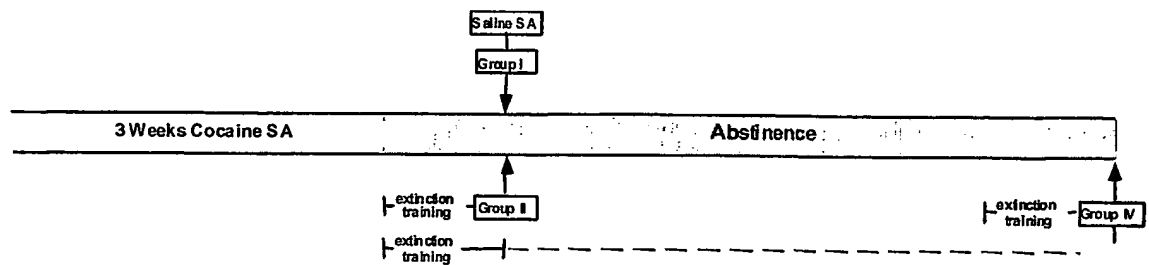 Saline SA
Group I
3 Weeks Cocaine SA
Abstinence
extinction
training
Group II
extinction
training
Group IV
extinction
training